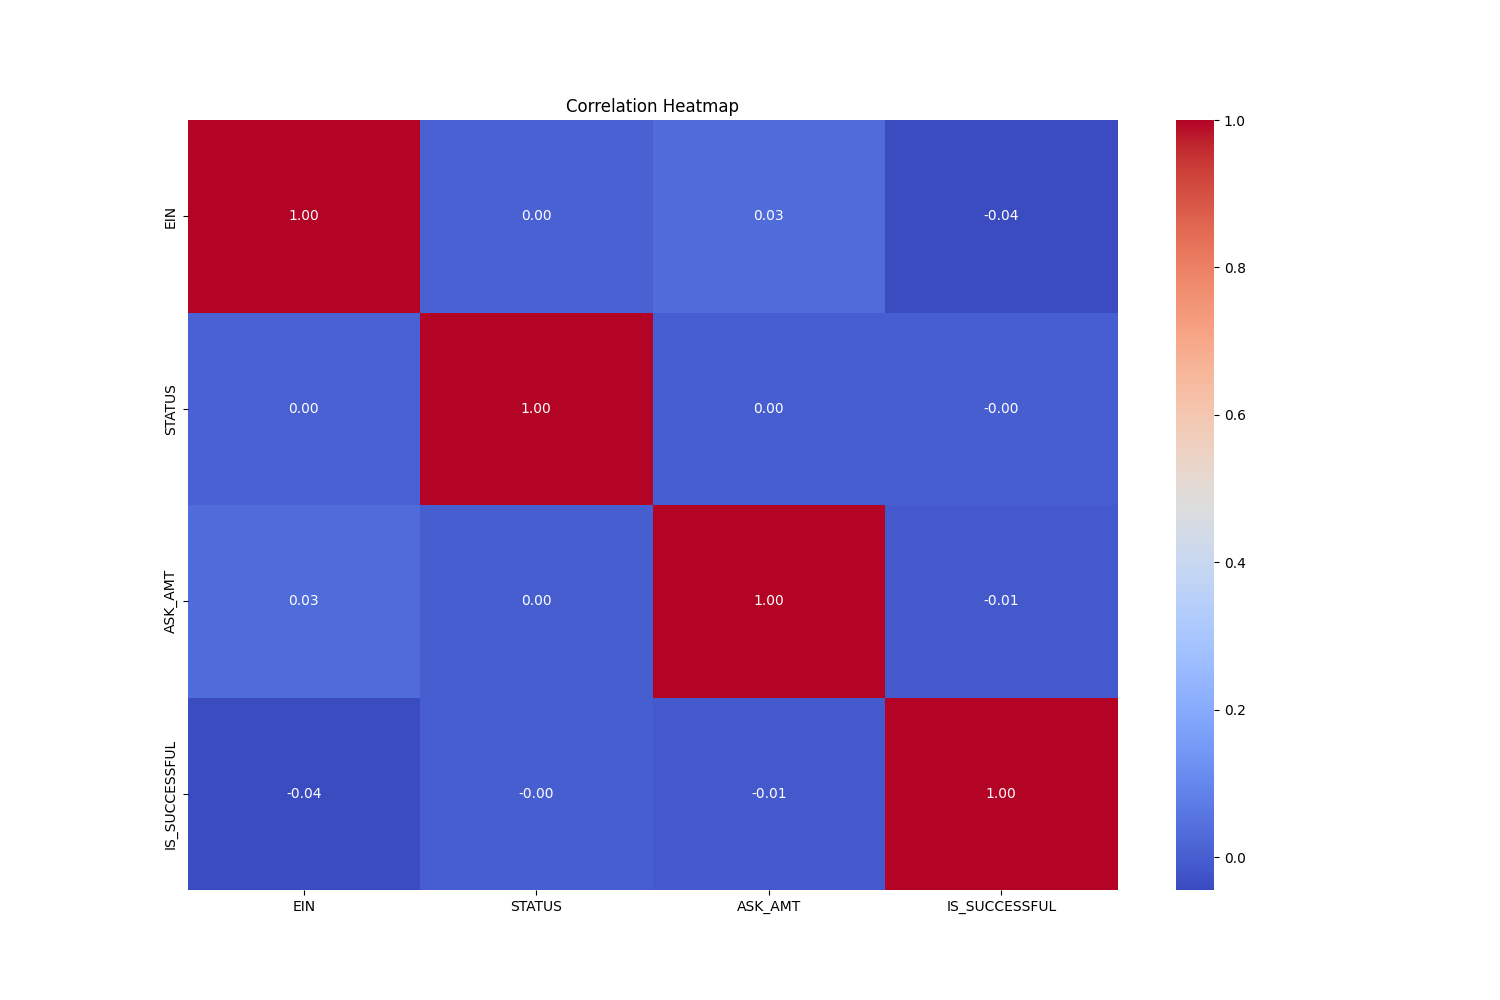 Correlation Heatmap
EIN 1.00 0.00 0.03 -0.04
STATUS 0.00 1.00 0.00 -0.00
ASK_AMT 0.03 0.00 1.00 -0.01
IS_SUCCESSFUL -0.04 -0.00 -0.01 1.00
EIN STATUS ASK_AMT IS_SUCCESSFUL
1.0
0.8
0.6
0.4
0.2
0.0